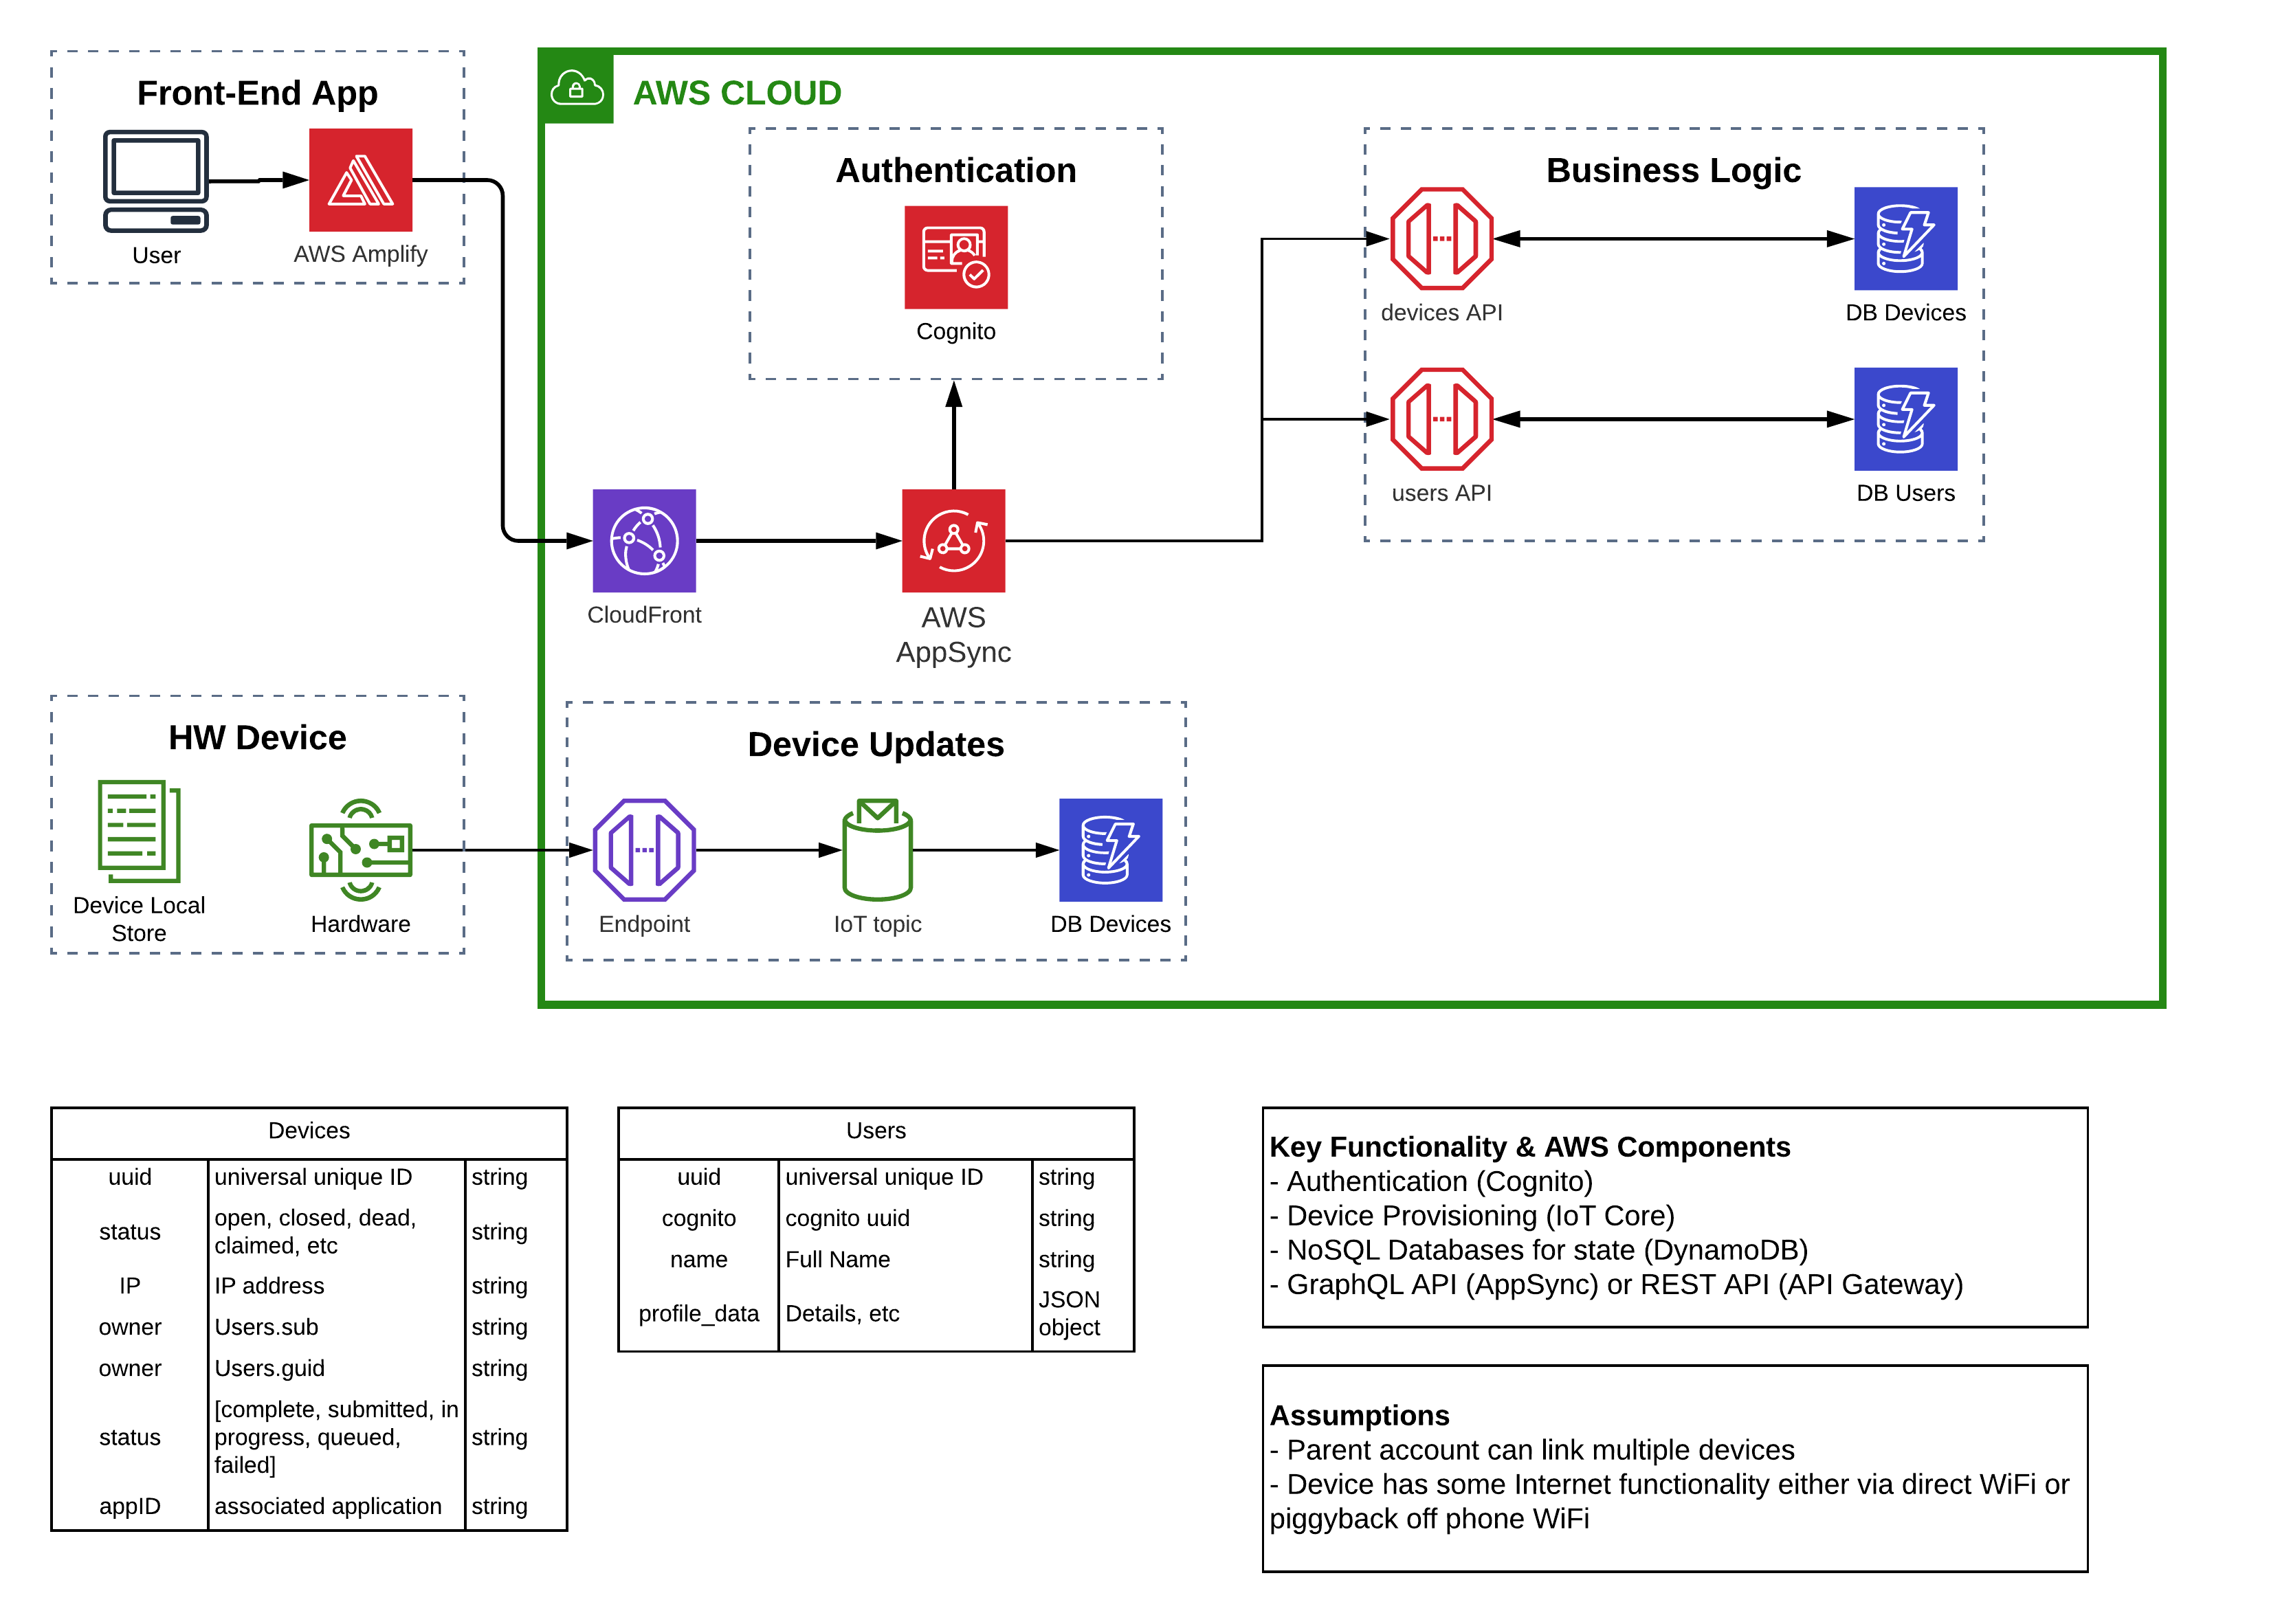 Front-End App
User
AWS Amplify
AWS CLOUD
Authentication
Cognito
Business Logic
devices API
DB Devices
users API
DB Users
CloudFront
AWS
AppSync
HW Device
Device Local
Store
Hardware
Device Updates
Endpoint
IoT topic
DB Devices
Devices
uuid universal unique ID string
status open, closed, dead,
claimed, etc string
IP IP address string
owner Users.sub string
owner Users.guid string
status [complete, submitted, in
progress, queued, string
failed]
appID associated application string
Users
uuid universal unique ID string
cognito cognito uuid string
name Full Name string
profile_data Details, etc JSON
object
Key Functionality & AWS Components
- Authentication (Cognito)
- Device Provisioning (IoT Core)
- NoSQL Databases for state (DynamoDB)
- GraphQL API (AppSync) or REST API (API Gateway)
Assumptions
- Parent account can link multiple devices
- Device has some Internet functionality either via direct WiFi or
piggyback off phone WiFi